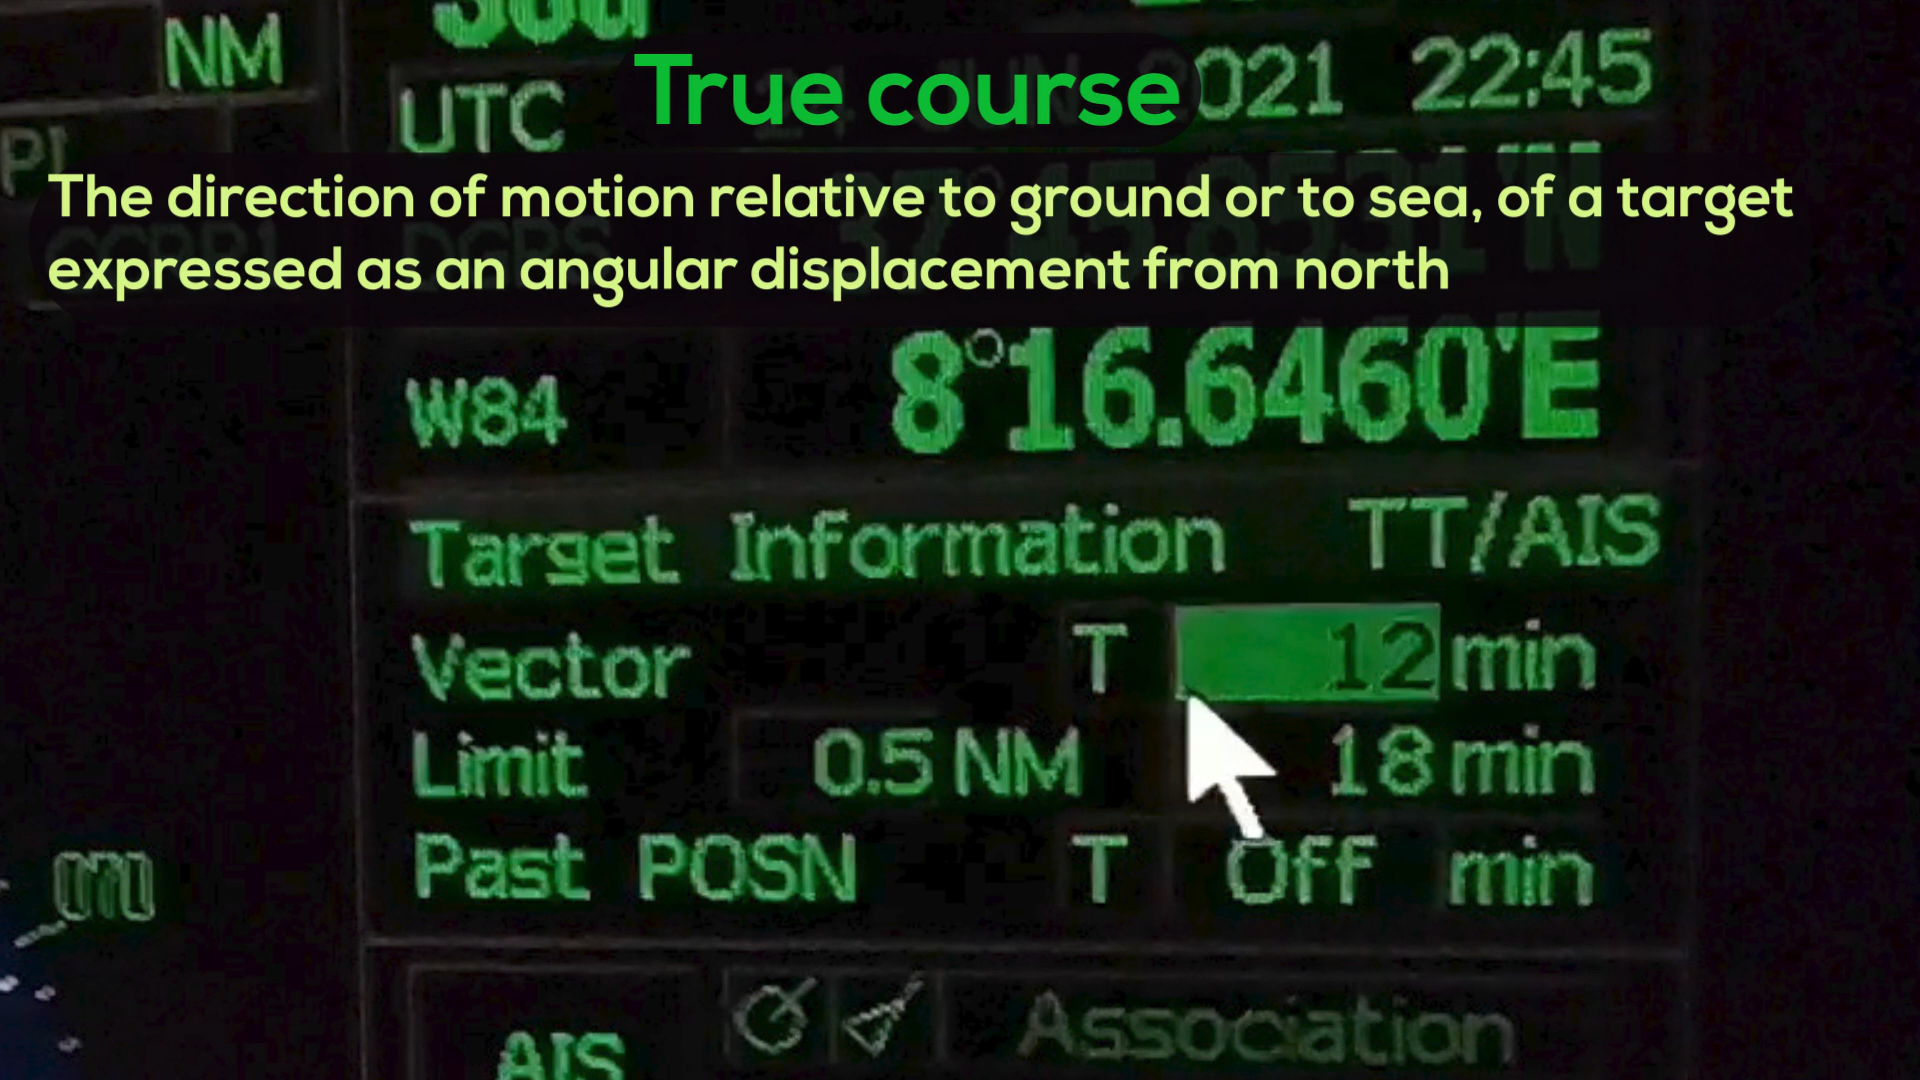 NM
UTC
True course
2021 22:45
The direction of motion relative to ground or to sea, of a target
expressed as an angular displacement from north
W84
8°16.6460'E
Target Information TT/AIS
Vector T 12 min
Limit 0.5 NM 18 min
Past POSN T Off min
AIS
Association